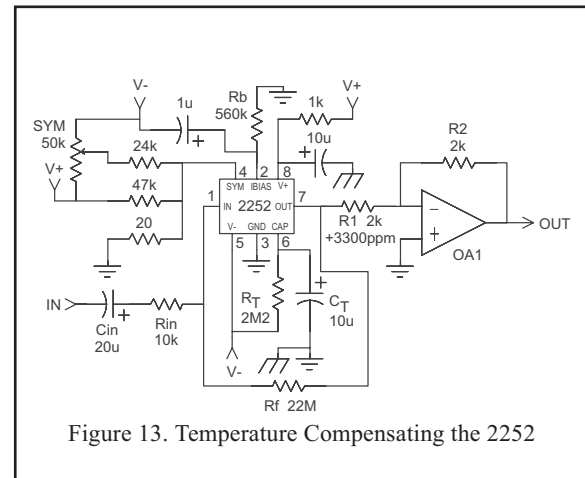 V-
1u
Rb
560k
1k
V+
SYM
50k
24k
10u
R2
2k
V+
47k
4 2 8
SYM IBIAS V+
1 IN 2252 OUT 7
V- GND CAP
5 3 6
20
R1 2k
+3300ppm
OA1
OUT
IN
Cin
20u
Rin
10k
RT
2M2
CT
10u
V-
Rf 22M
Figure 13. Temperature Compensating the 2252